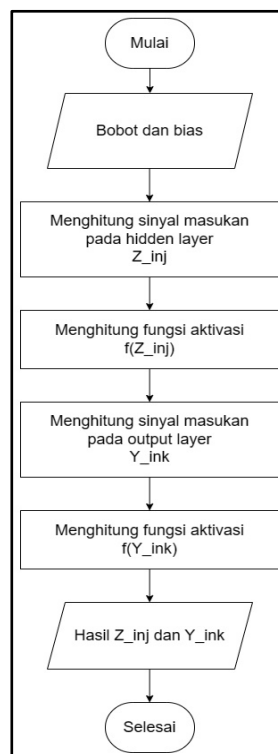 Mulai
Bobot dan bias
Menghitung sinyal masukan
pada hidden layer
Z_inj
Menghitung fungsi aktivasi
f(Z_inj)
Menghitung sinyal masukan
pada output layer
Y_ink
Menghitung fungsi aktivasi
f(Y_ink)
Hasil Z_inj dan Y_ink
Selesai